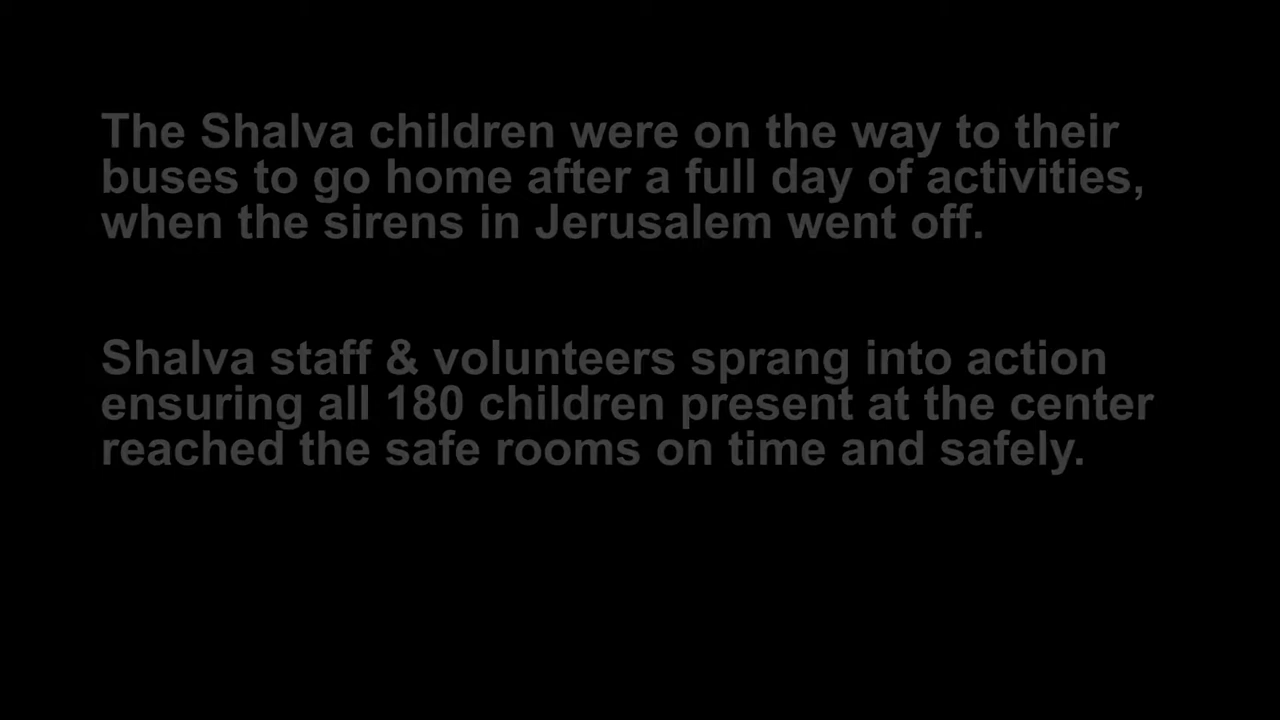 The Shalva children were on the way to their
buses to go home after a full day of activities,
when the sirens in Jerusalem went off.
Shalva staff & volunteers sprang into action
ensuring all 180 children present at the center
reached the safe rooms on time and safely.